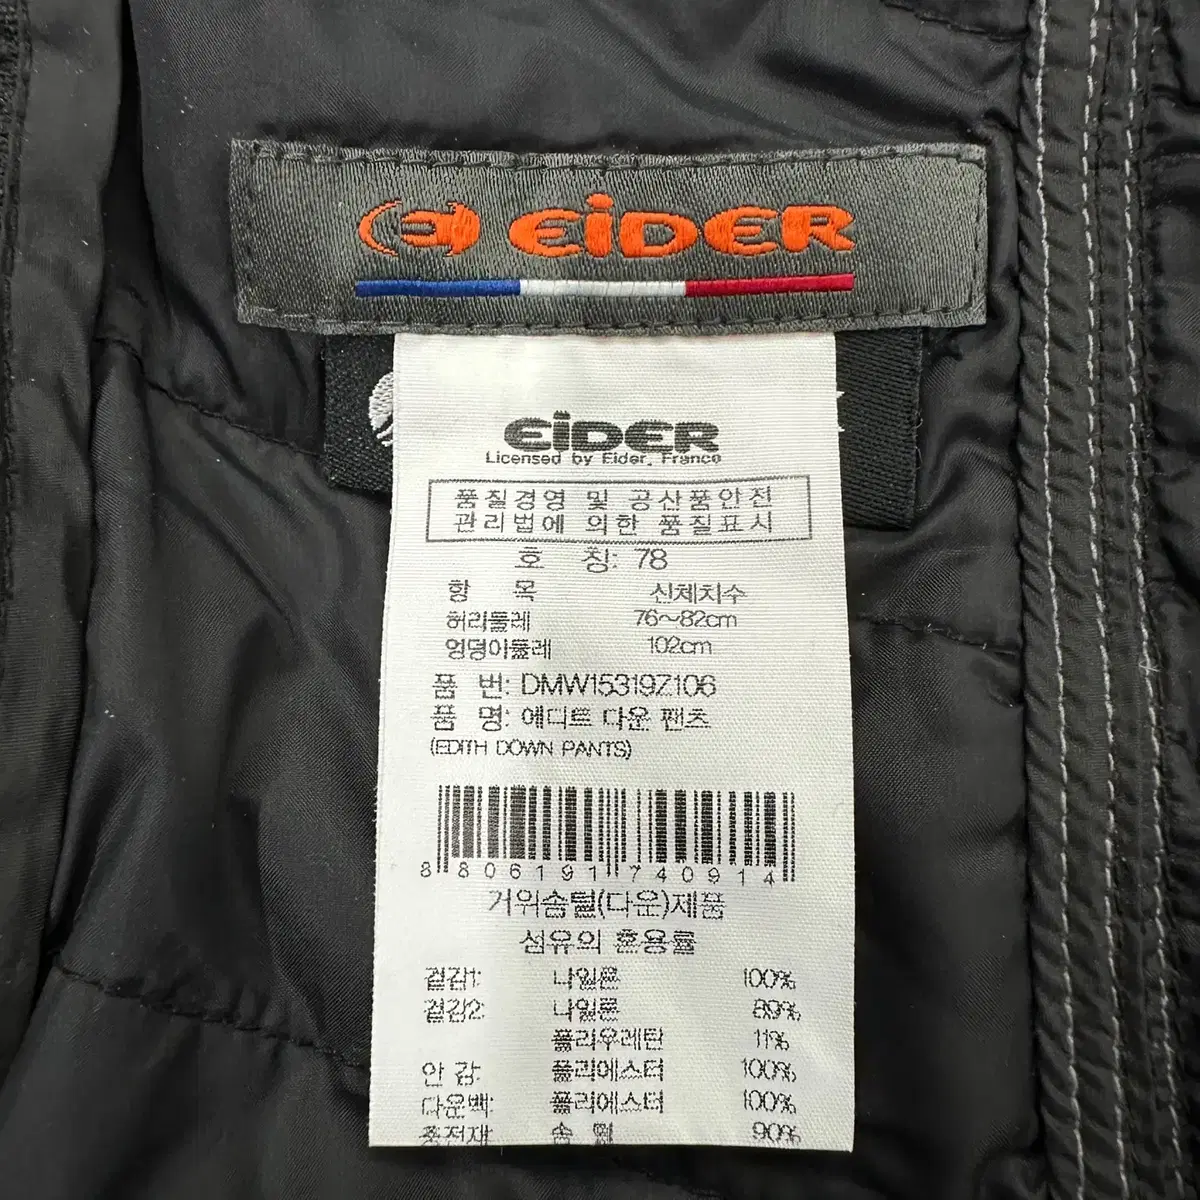 EiDER
EiDER
Licensed by Eider, France
품질경영 및 공산품안전
관리법에 의한 품질표시
호 칭: 78
항 목 신체치수
허리둘레 76~82cm
엉덩이둘레 102cm
품 번: DMW15319Z106
품 명: 에디트 다운 팬츠
(EDITH DOWN PANTS)
8 806191 740914
거위솜털(다운)제품
섬유의 혼용률
겉감1: 나일론 100%
겉감2: 나일론 89%
폴리우레탄 11%
안 감: 폴리에스터 100%
다운백: 폴리에스터 100%
충전재: 솜 털 90%